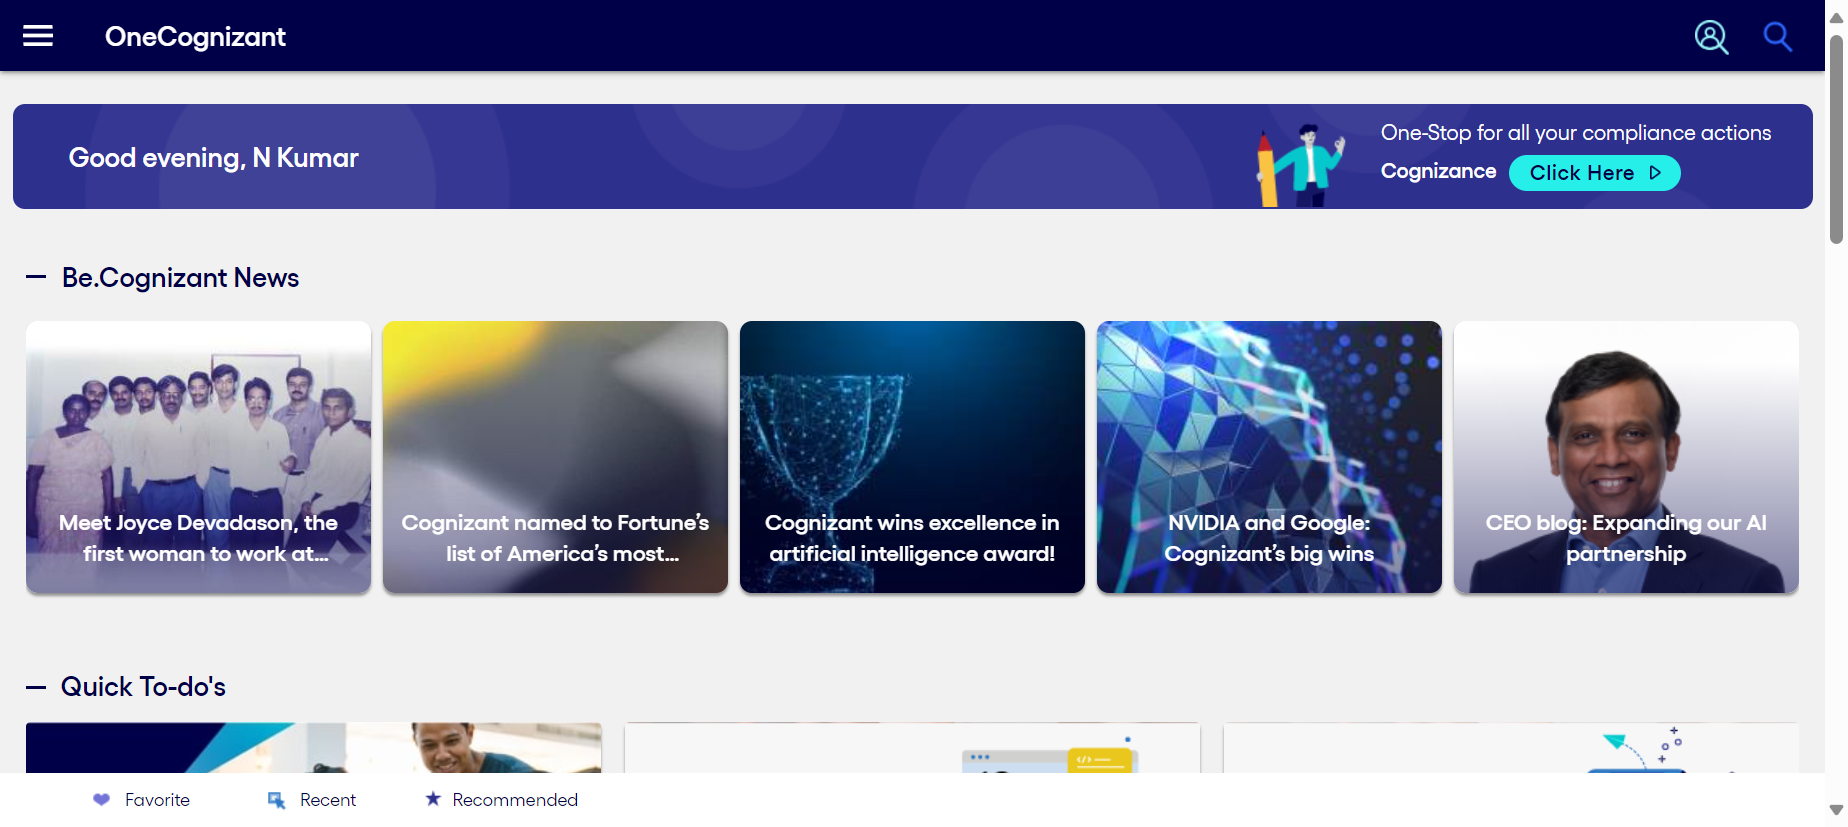 OneCognizant
Good evening, N Kumar
One-Stop for all your compliance actions
Cognizance
Click Here
Be.Cognizant News
Meet Joyce Devadason, the
first woman to work at...
Cognizant named to Fortune's
list of America's most...
Cognizant wins excellence in
artificial intelligence award!
NVIDIA and Google:
Cognizant's big wins
CEO blog: Expanding our AI
partnership
Quick To-do's
Favorite
Recent
Recommended